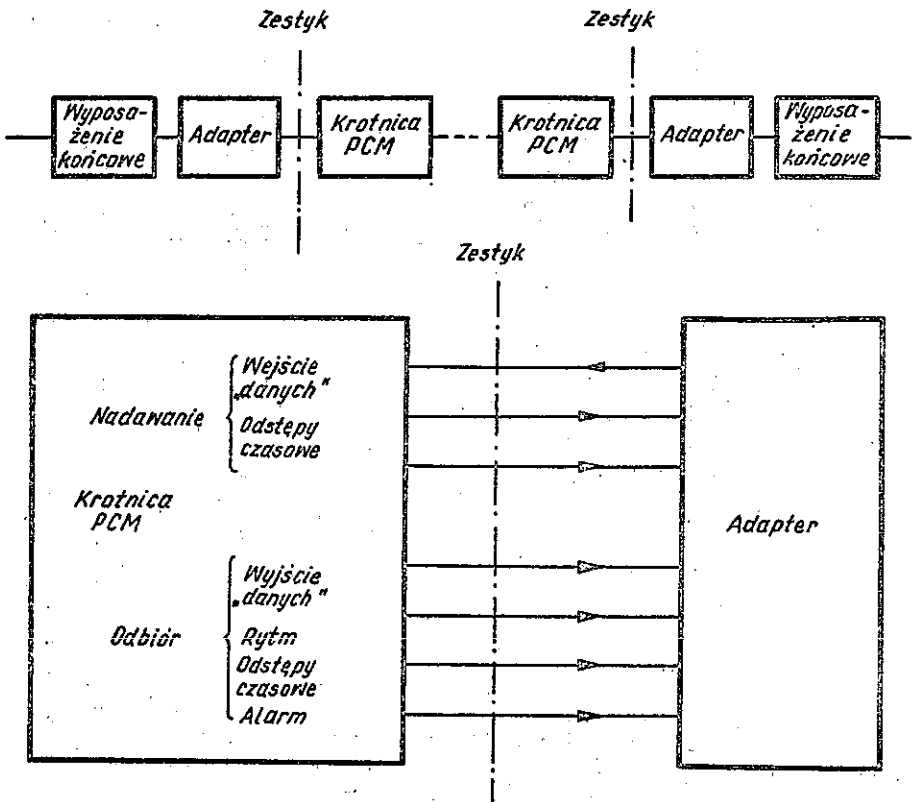 Zestyk
Zestyk
Wyposa-
żenie
końcowe
Adapter
Krotnica
PCM
Krotnica
PCM
Adapter
Wyposa-
żenie
końcowe
Zestyk
Nadawanie
Wejście
„danych"
Odstępy
czasowe
Krotnica
PCM
Adapter
Odbiór
Wyjście
„danych"
Rytm
Odstępy
czasowe
Alarm